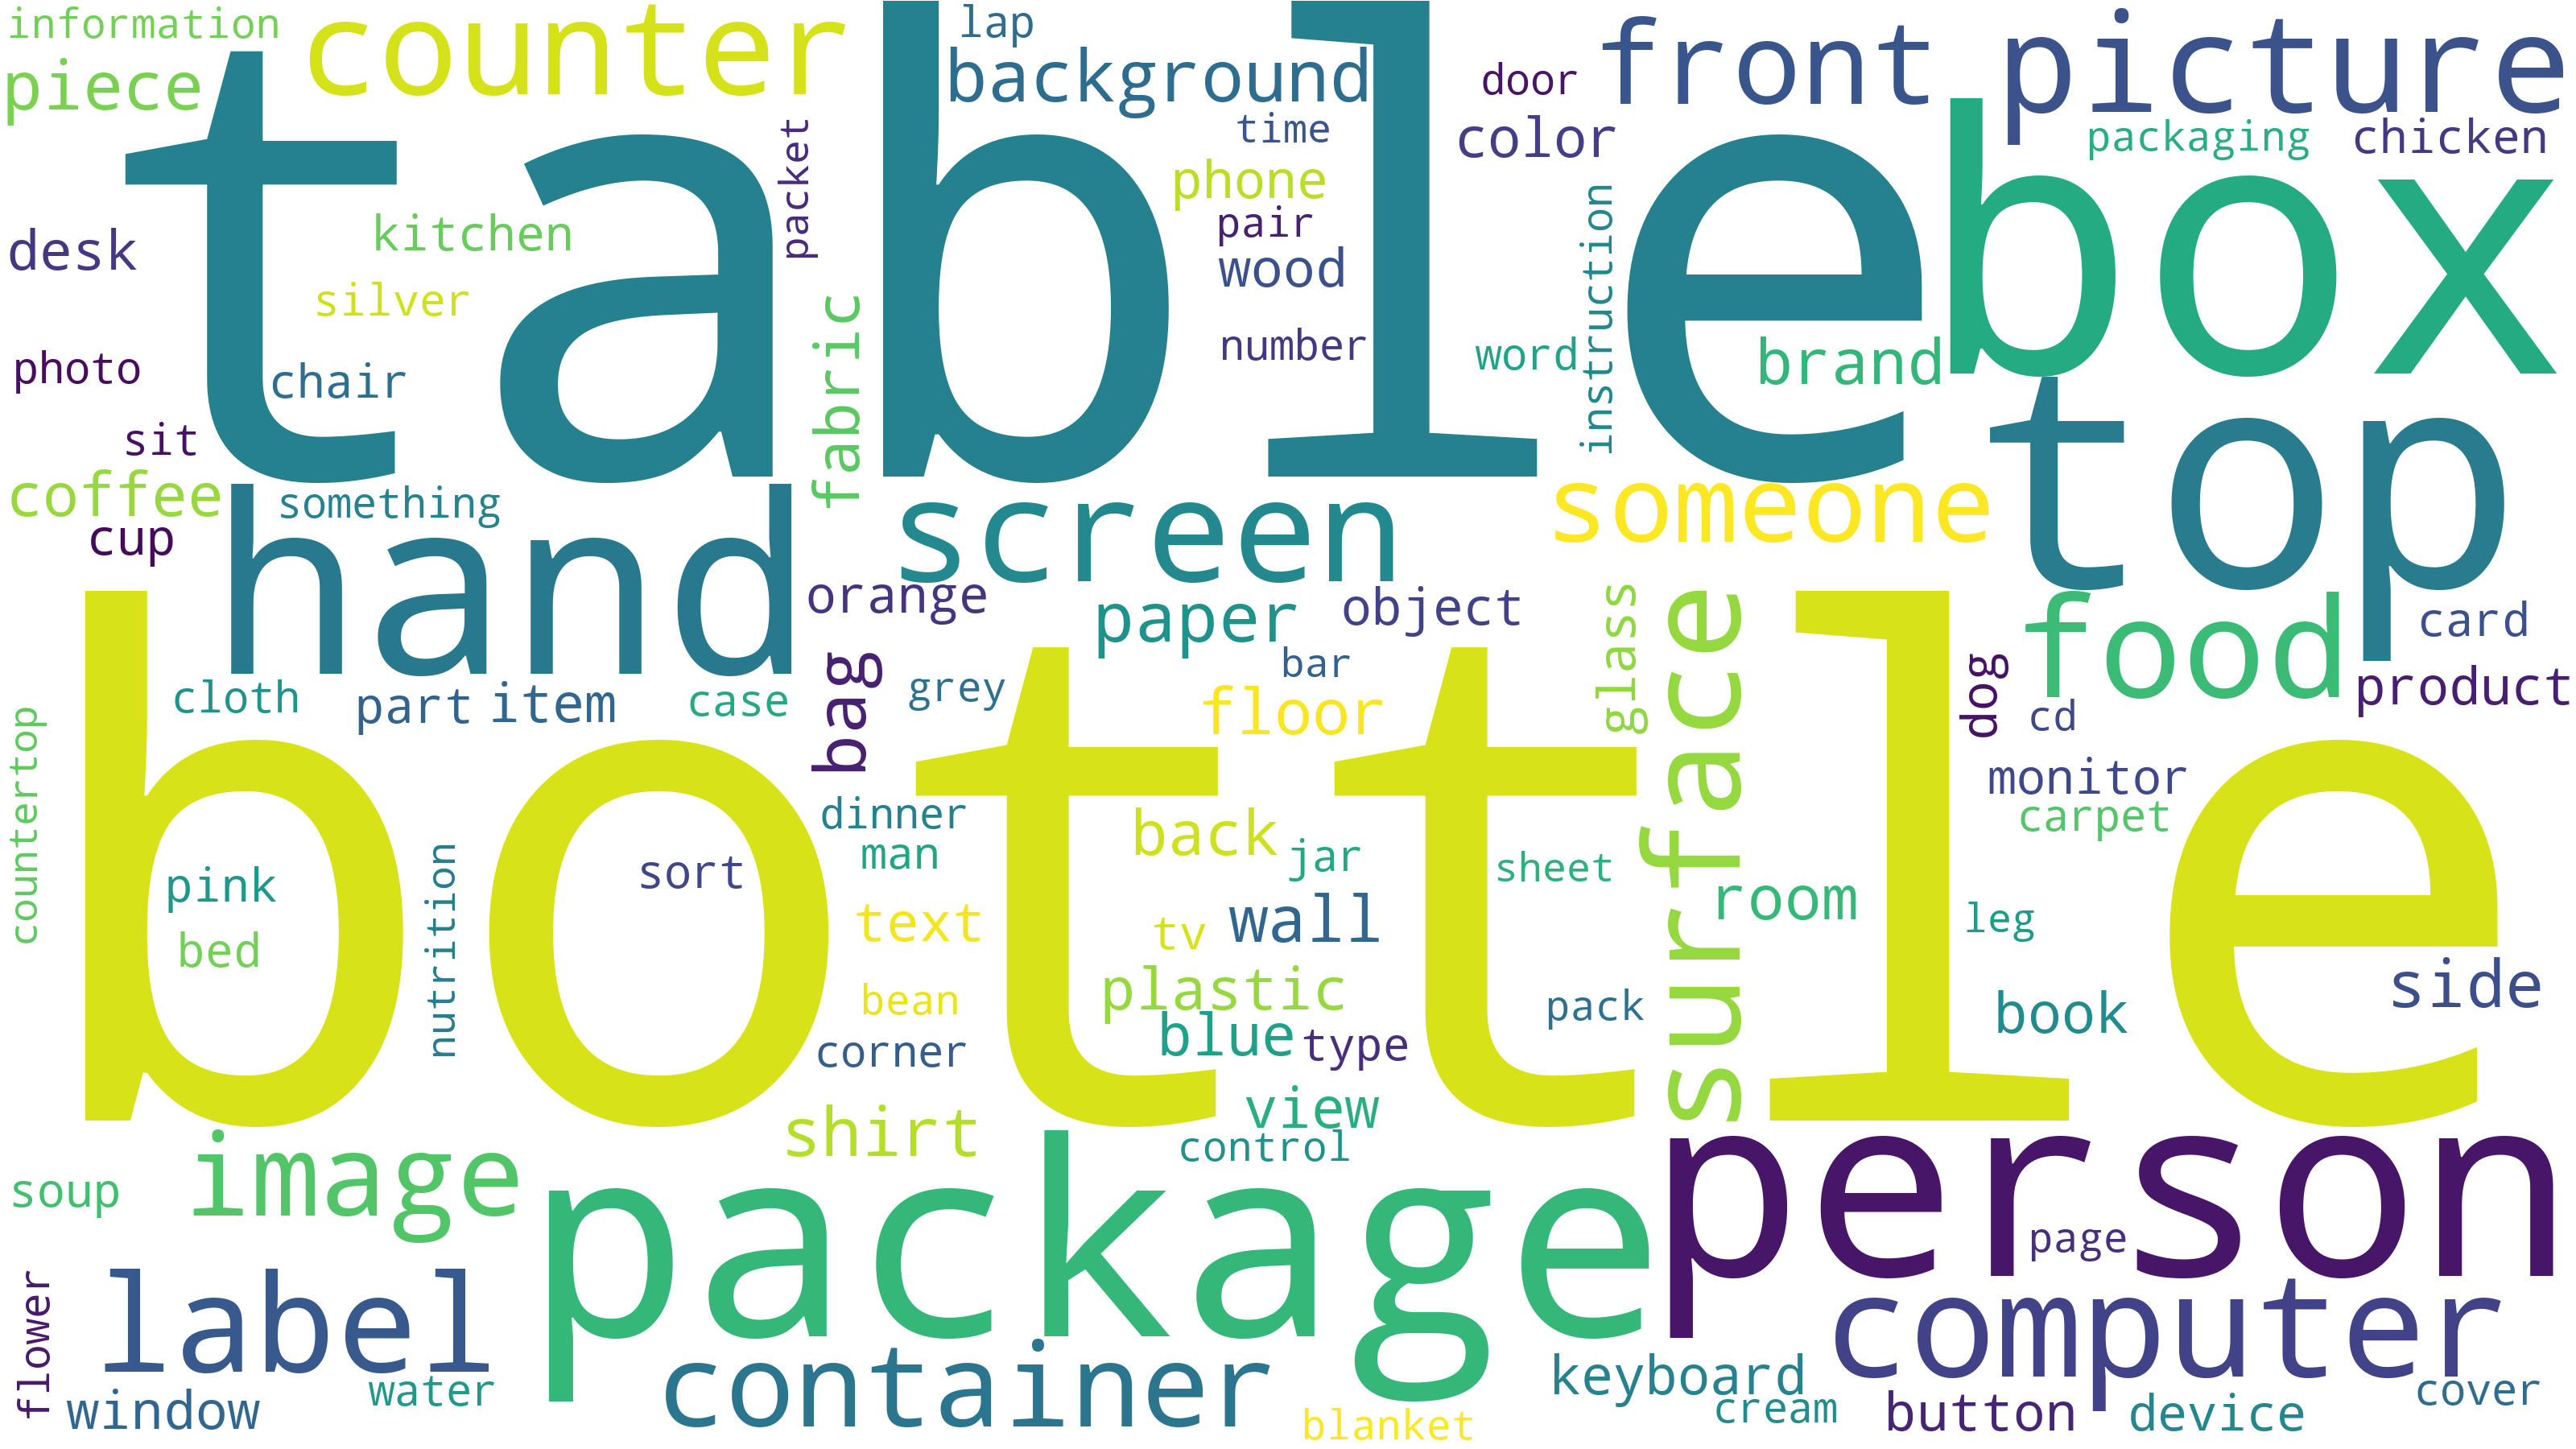 information
counter
lap
background
door
front
picture
piece
table
packet
time
color
packaging
chicken
phone
box
desk
kitchen
pair
wood
instruction
silver
fabric
number
word
brand
photo
chair
top
sit
coffee
something
screen
someone
cup
hand
orange
paper
object
glass
surface
food
card
cloth
part
item
case
bag
grey
bar
floor
dog
cd
product
countertop
bottle
monitor
carpet
dinner
man
back
jar
sheet
pink
sort
nutrition
text
tv
wall
room
leg
bed
bean
plastic
pack
book
side
corner
blue
type
shirt
view
control
soup
image
package
person
page
flower
label
container
computer
window
water
blanket
keyboard
cream
button
device
cover